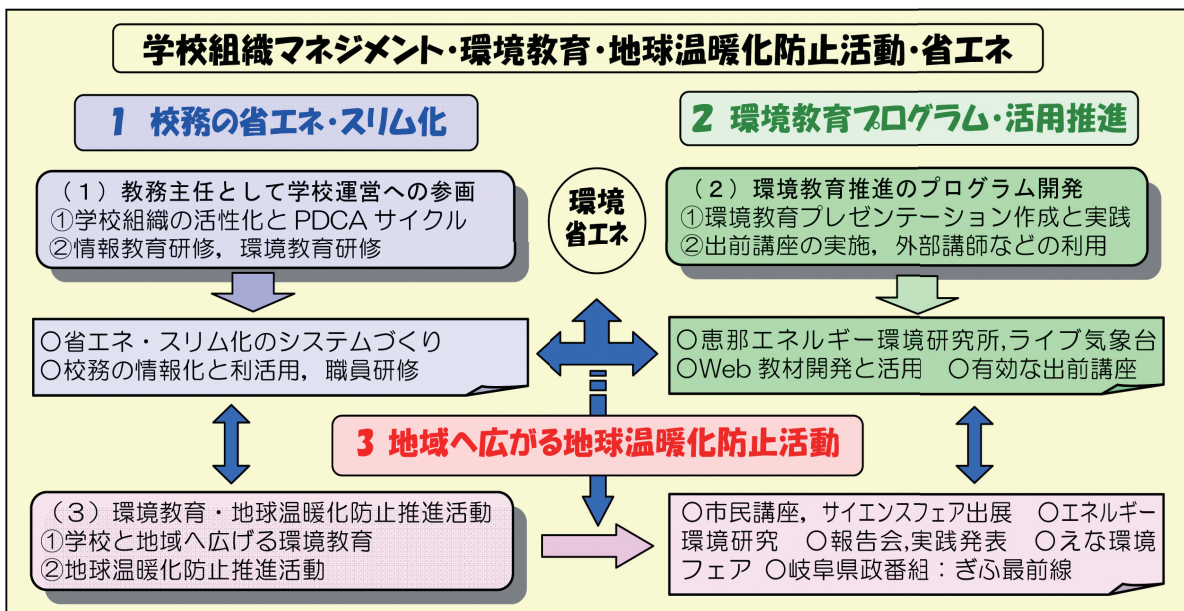 学校組織マネジメント・環境教育・地球温暖化防止活動・省エネ
1 校務の省エネ・スリム化
2 環境教育プログラム・活用推進
(1)教務主任として学校運営への参画
①学校組織の活性化とPDCAサイクル
②情報教育研修,環境教育研修
環境
省エネ
(2)環境教育推進のプログラム開発
①環境教育プレゼンテーション作成と実践
②出前講座の実施,外部講師などの利用
○省エネ・スリム化のシステムづくり
○校務の情報化と利活用,職員研修
○恵那エネルギー環境研究所,ライブ気象台
○Web教材開発と活用 ○有効な出前講座
3 地域へ広がる地球温暖化防止活動
(3)環境教育・地球温暖化防止推進活動
①学校と地域へ広げる環境教育
②地球温暖化防止推進活動
○市民講座,サイエンスフェア出展 ○エネルギー
環境研究 ○報告会,実践発表 ○えな環境
フェア ○岐阜県政番組:ぎふ最前線